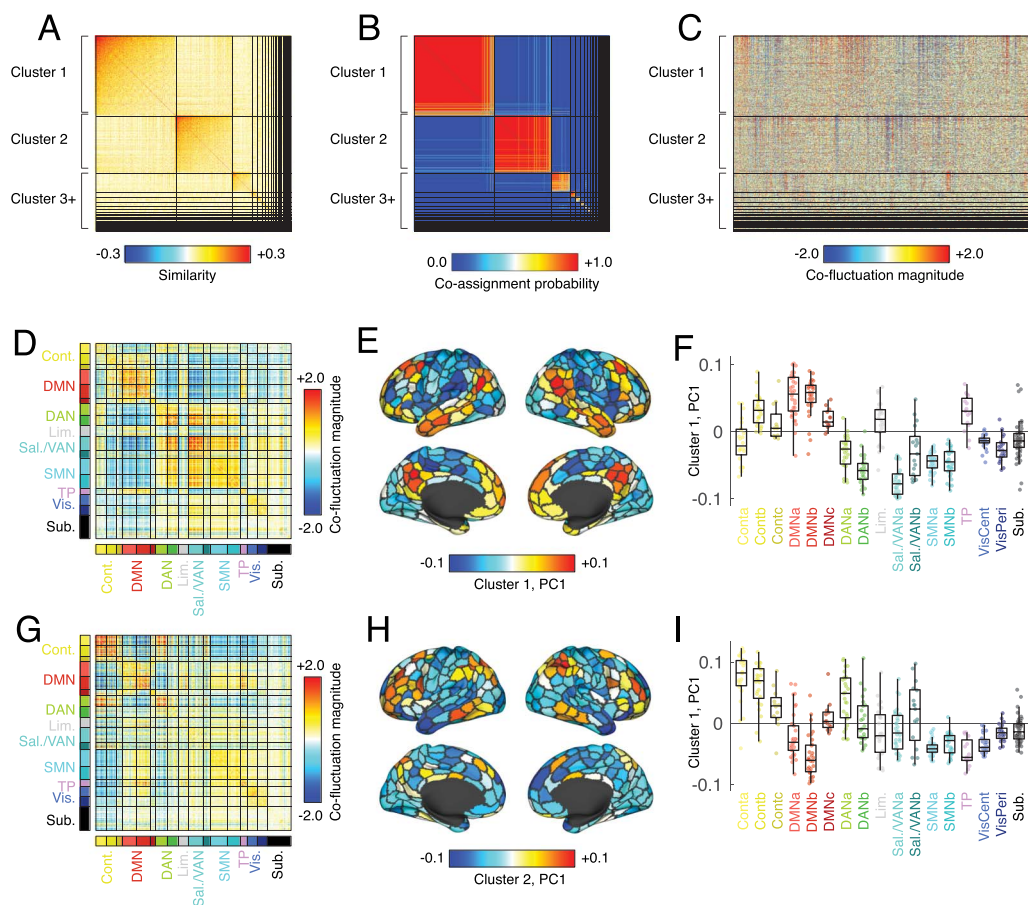 A
B
C
Cluster 1
Cluster 2
Cluster 3+
Cluster 1
Cluster 2
Cluster 3+
Cluster 1
Cluster 2
Cluster 3+
-0.3
+0.3
Similarity
0.0
+1.0
Co-assignment probability
-2.0
+2.0
Co-fluctuation magnitude
D
Cont.
DMN
DAN
Lim.
Sal./VAN
SMN
TP
Vis.
Sub.
Cont.
DMN
DAN
Lim.
Sal./VAN
SMN
TP
Vis.
Sub.
+2.0
Co-fluctuation magnitude
-2.0
E
-0.1
+0.1
Cluster 1, PC1
F
Cluster 1, PC1
0.1
0
-0.1
Conta
Contb
Contc
DMNa
DMNb
DMNc
DANa
DANb
Lim.
Sal./VANa
Sal./VANb
SMNa
SMNb
TP
VisCent
VisPeri
Sub.
G
Cont.
DMN
DAN
Lim.
Sal./VAN
SMN
TP
Vis.
Sub.
Cont.
DMN
DAN
Lim.
Sal./VAN
SMN
TP
Vis.
Sub.
+2.0
Co-fluctuation magnitude
-2.0
H
-0.1
+0.1
Cluster 2, PC1
I
Cluster 1, PC1
0.1
0
-0.1
Conta
Contb
Contc
DMNa
DMNb
DMNc
DANa
DANb
Lim.
Sal./VANa
Sal./VANb
SMNa
SMNb
TP
VisCent
VisPeri
Sub.